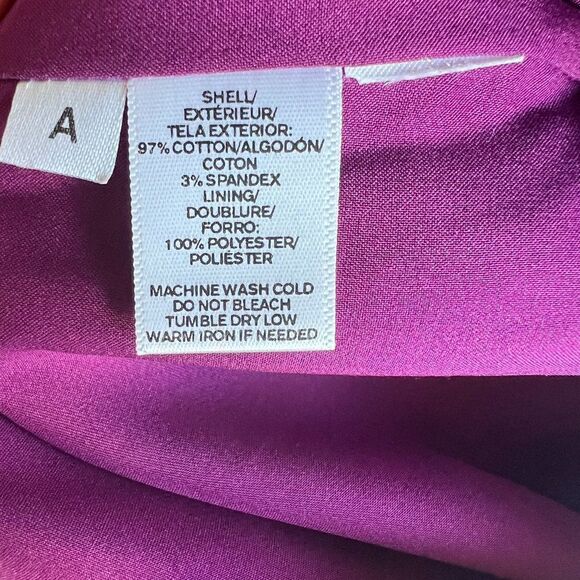 A
SHELL/
EXTÉRIEUR/
TELA EXTERIOR:
97% COTTON/ALGODÓN/
COTON
3% SPANDEX
LINING/
DOUBLURE/
FORRO:
100% POLYESTER/
POLIÉSTER
MACHINE WASH COLD
DO NOT BLEACH
TUMBLE DRY LOW
WARM IRON IF NEEDED